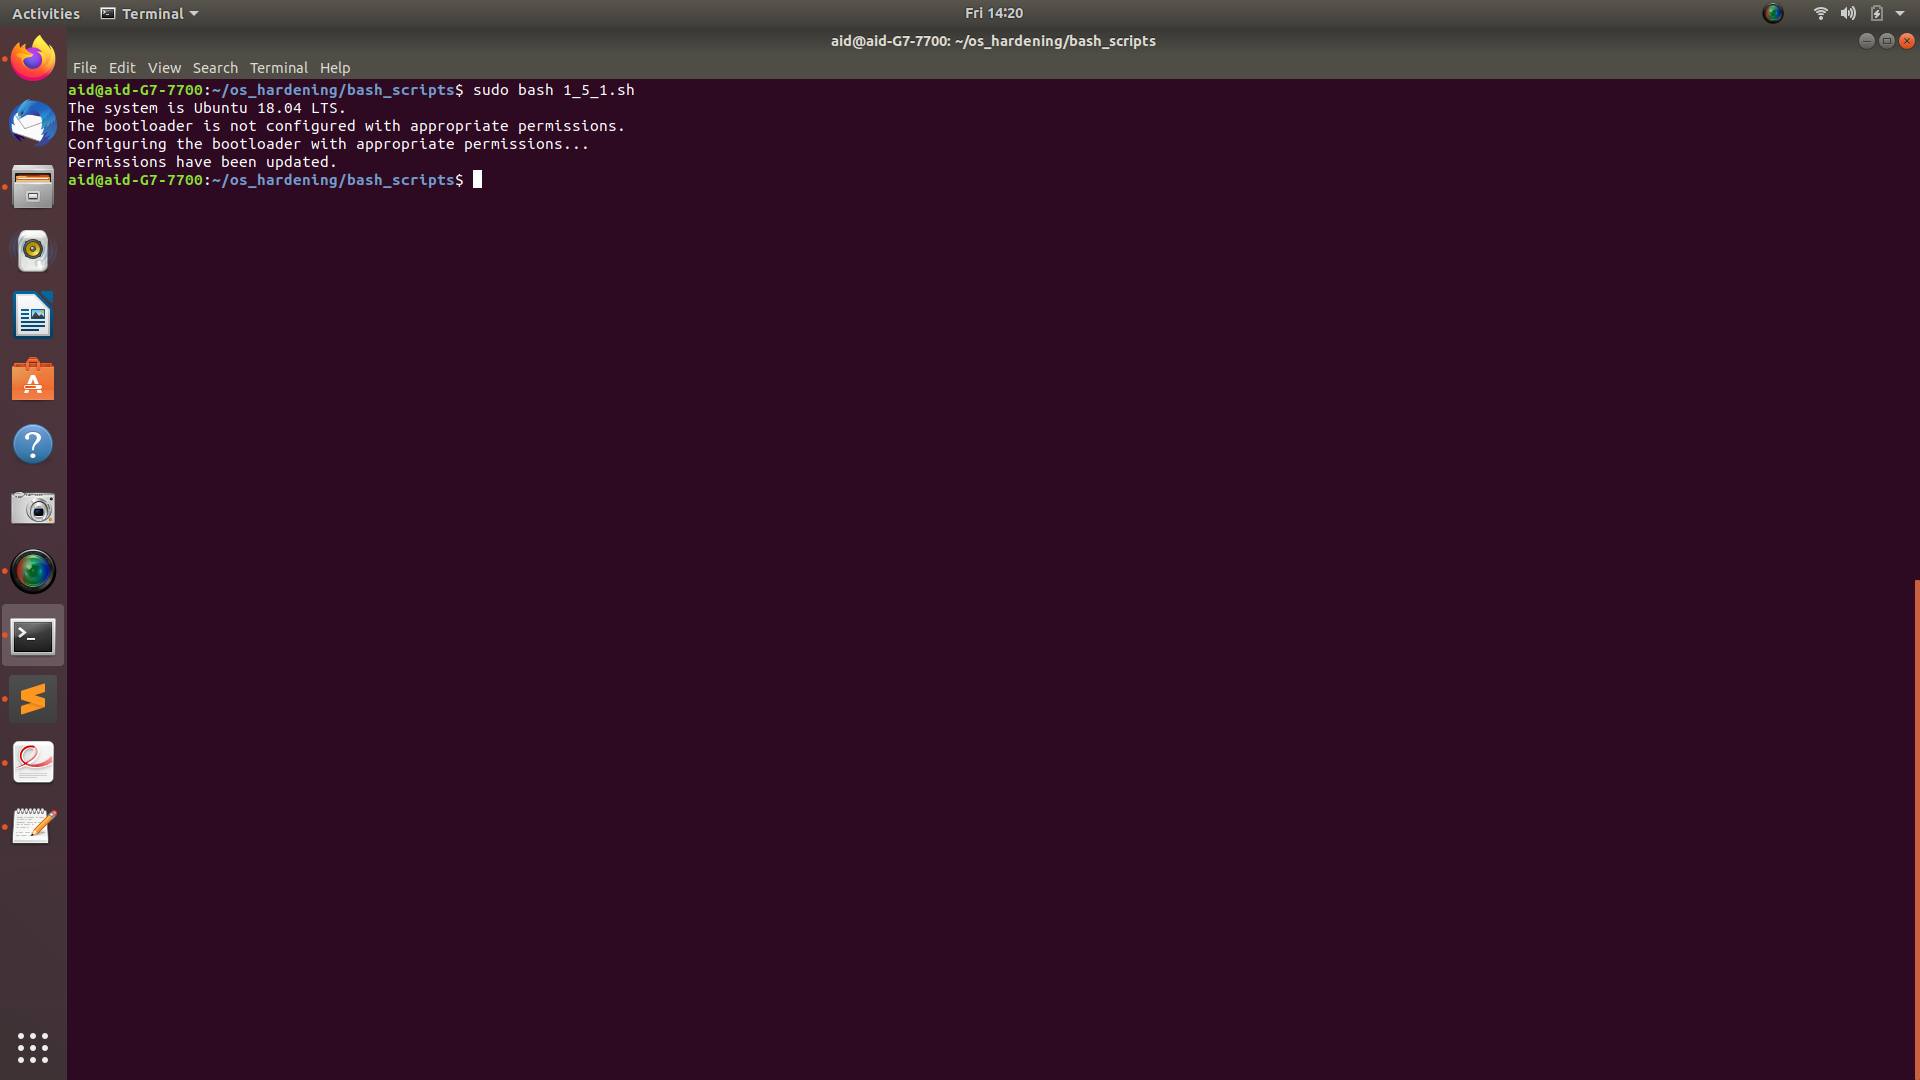 Activities Terminal Fri 14:20
aid@aid-G7-7700: ~/os_hardening/bash_scripts
File Edit View Search Terminal Help
aid@aid-G7-7700:~/os_hardening/bash_scripts$ sudo bash 1_5_1.sh
The system is Ubuntu 18.04 LTS.
The bootloader is not configured with appropriate permissions.
Configuring the bootloader with appropriate permissions...
Permissions have been updated.
aid@aid-G7-7700:~/os_hardening/bash_scripts$